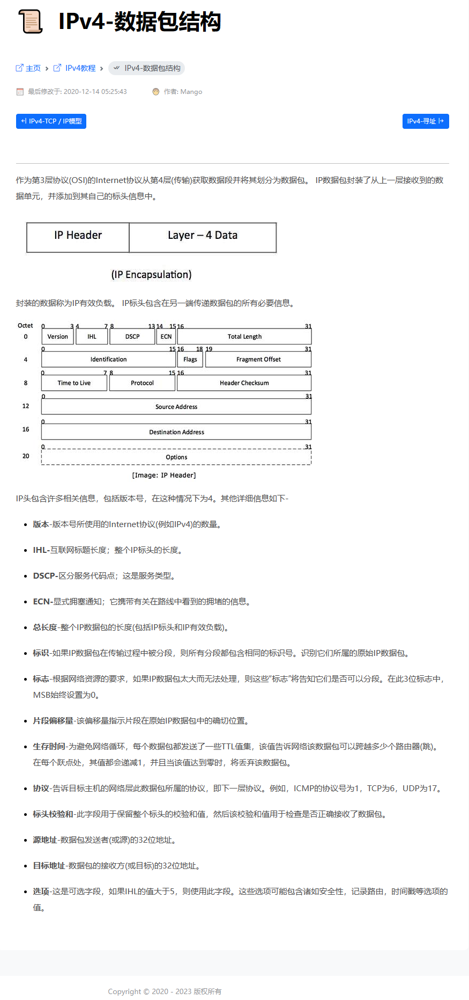 IPv4-数据包结构
主页 › IPv4教程 › IPv4-数据包结构
最后修改于: 2020-12-14 05:25:43 作者: Mango
IPv4-TCP / IP模型 IPv4-寻址
作为第3层协议(OSI)的Internet协议从第4层(传输)获取数据段并将其划分为数据包。 IP数据包封装了从上一层接收到的数
据单元，并添加到其自己的标头信息中。
IP Header Layer – 4 Data
(IP Encapsulation)
封装的数据称为IP有效负载。 IP标头包含在另一端传递数据包的所有必要信息。
Octet 0 3 4 7 8 13 14 15 16 31
0 Version IHL DSCP ECN Total Length
0 15 16 18 19 31
4 Identification Flags Fragment Offset
0 7 8 15 16 31
8 Time to Live Protocol Header Checksum
0 31
12 Source Address
0 31
16 Destination Address
0 31
20 Options
[Image: IP Header]
IP头包含许多相关信息，包括版本号，在这种情况下为4。其他详细信息如下-
版本-版本号所使用的Internet协议(例如IPv4)的数量。
IHL-互联网标题长度；整个IP标头的长度。
DSCP-区分服务代码点；这是服务类型。
ECN-显式拥塞通知；它携带有关在路线中看到的拥堵的信息。
总长度-整个IP数据包的长度(包括IP标头和IP有效负载)。
标识-如果IP数据包在传输过程中被分段，则所有分段都包含相同的标识号。识别它们所属的原始IP数据包。
标志-根据网络资源的要求，如果IP数据包太大而无法处理，则这些“标志”将告知它们是否可以分段。在此3位标志中，
MSB始终设置为0。
片段偏移量-该偏移量指示片段在原始IP数据包中的确切位置。
生存时间-为避免网络循环，每个数据包都发送了一些TTL值集，该值告诉网络该数据包可以跨越多少个路由器(跳)。
在每个跃点处，其值都会递减1，并且当该值达到零时，将丢弃该数据包。
协议-告诉目标主机的网络层此数据包所属的协议，即下一层协议。例如，ICMP的协议号为1，TCP为6，UDP为17。
标头校验和-此字段用于保留整个标头的校验和值，然后该校验和值用于检查是否正确接收了数据包。
源地址-数据包发送者(或源)的32位地址。
目标地址-数据包的接收方(或目标)的32位地址。
选项-这是可选字段，如果IHL的值大于5，则使用此字段。这些选项可能包含诸如安全性，记录路由，时间戳等选项的
值。
Copyright © 2020 - 2023 版权所有